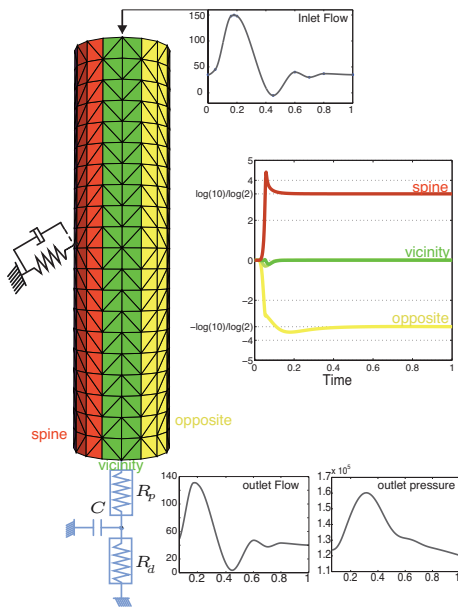 Inlet Flow
150
100
50
0
0.2 0.4 0.6 0.8 1
5
4
log(10)/log(2)
2
0
−2
−log(10)/log(2)
−4
−5
spine
vicinity
opposite
0 0.2 0.4 0.6 0.8 1
Time
spine
opposite
vicinity
R_p
C
R_d
outlet Flow
140
100
60
20
0
0.2 0.4 0.6 0.8 1
outlet pressure
1.7 x 10^5
1.6
1.5
1.4
1.3
1.2
1.1
0.2 0.4 0.6 0.8 1